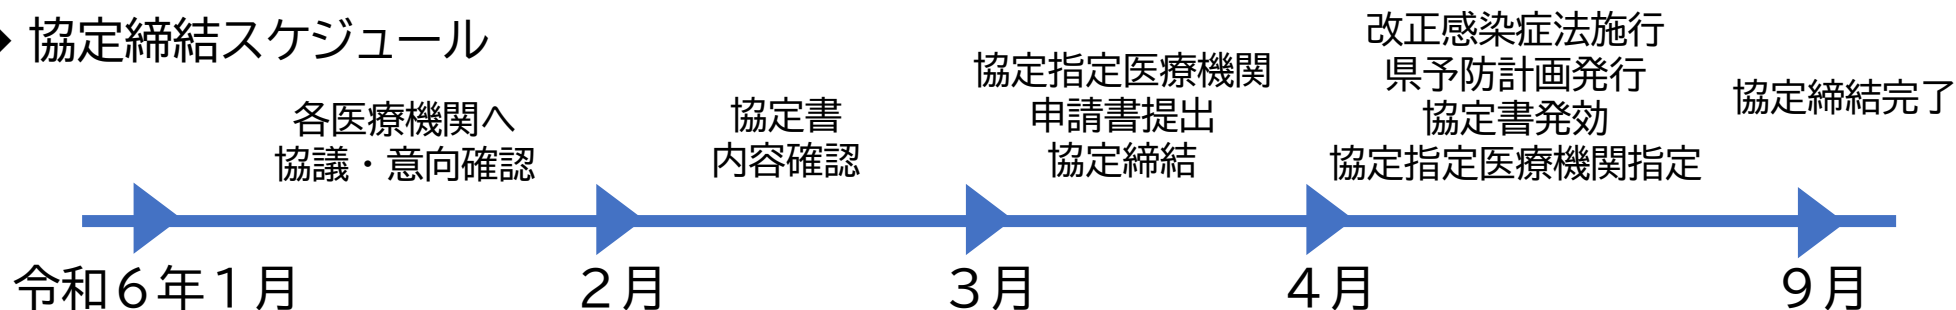 ◆ 協定締結スケジュール
各医療機関へ
協議・意向確認
協定書
内容確認
協定指定医療機関
申請書提出
協定締結
改正感染症法施行
県予防計画発行
協定書発効
協定指定医療機関指定
協定締結完了
令和６年１月
２月
３月
４月
９月